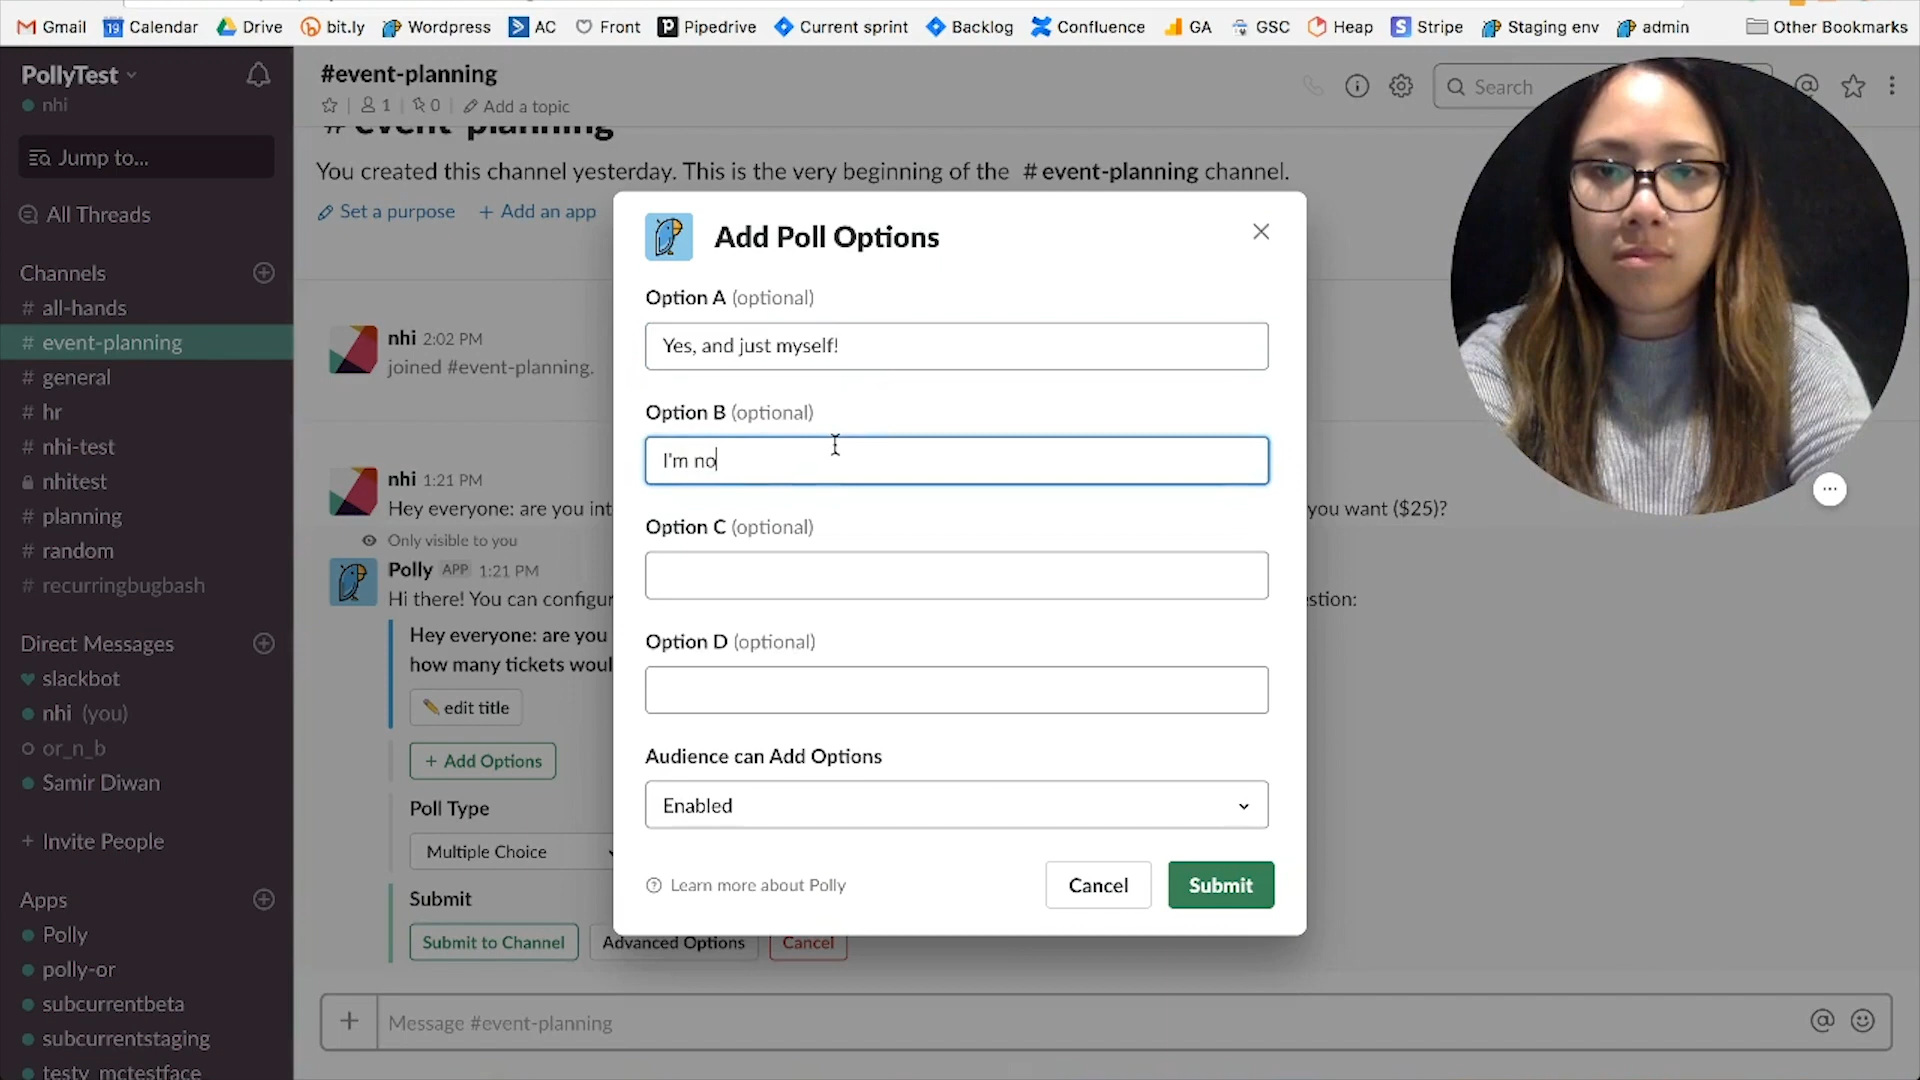 Gmail Calendar Drive bit.ly Wordpress AC Front Pipedrive Current sprint Backlog Confluence GA GSC Heap Stripe Staging env admin Other Bookmarks
PollyTest
nhi
Jump to...
All Threads
Channels
# all-hands
# event-planning
# general
# hr
# nhi-test
nhitest
# planning
# random
# recurringbugbash
Direct Messages
slackbot
nhi (you)
or_n_b
Samir Diwan
+ Invite People
Apps
Polly
polly-or
subcurrentbeta
subcurrentstaging
testy_mctestface
#event-planning
1 | 0 | Add a topic
Search
# event-planning
You created this channel yesterday. This is the very beginning of the # event-planning channel.
Set a purpose + Add an app
nhi 2:02 PM
joined #event-planning.
nhi 1:21 PM
Hey everyone: are you int
you want ($25)?
Only visible to you
Polly APP 1:21 PM
Hi there! You can configur
stion:
Hey everyone: are you
how many tickets woul
edit title
+ Add Options
Poll Type
Multiple Choice
Submit
Submit to Channel Advanced Options Cancel
+ Message #event-planning
Add Poll Options
Option A (optional)
Yes, and just myself!
Option B (optional)
I'm no
Option C (optional)
Option D (optional)
Audience can Add Options
Enabled
Learn more about Polly
Cancel
Submit